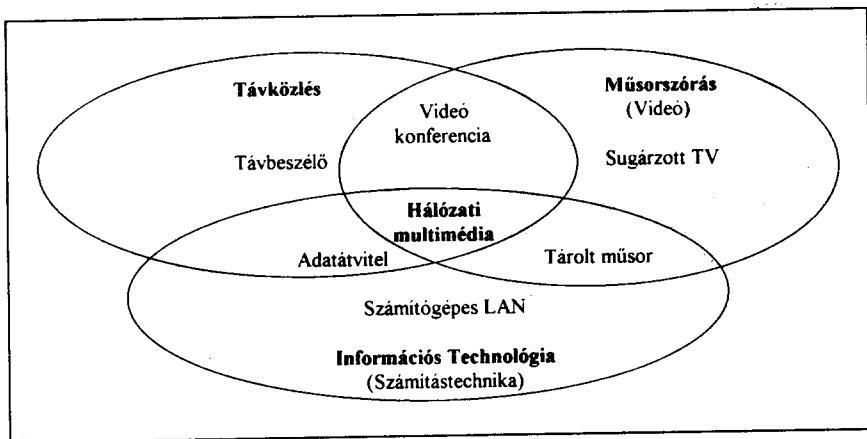 Távközlés
Műsorszórás
(Videó)
Videó
konferencia
Távbeszélő
Sugárzott TV
Hálózati
multimédia
Adatátvitel
Tárolt műsor
Számítógépes LAN
Információs Technológia
(Számítástechnika)